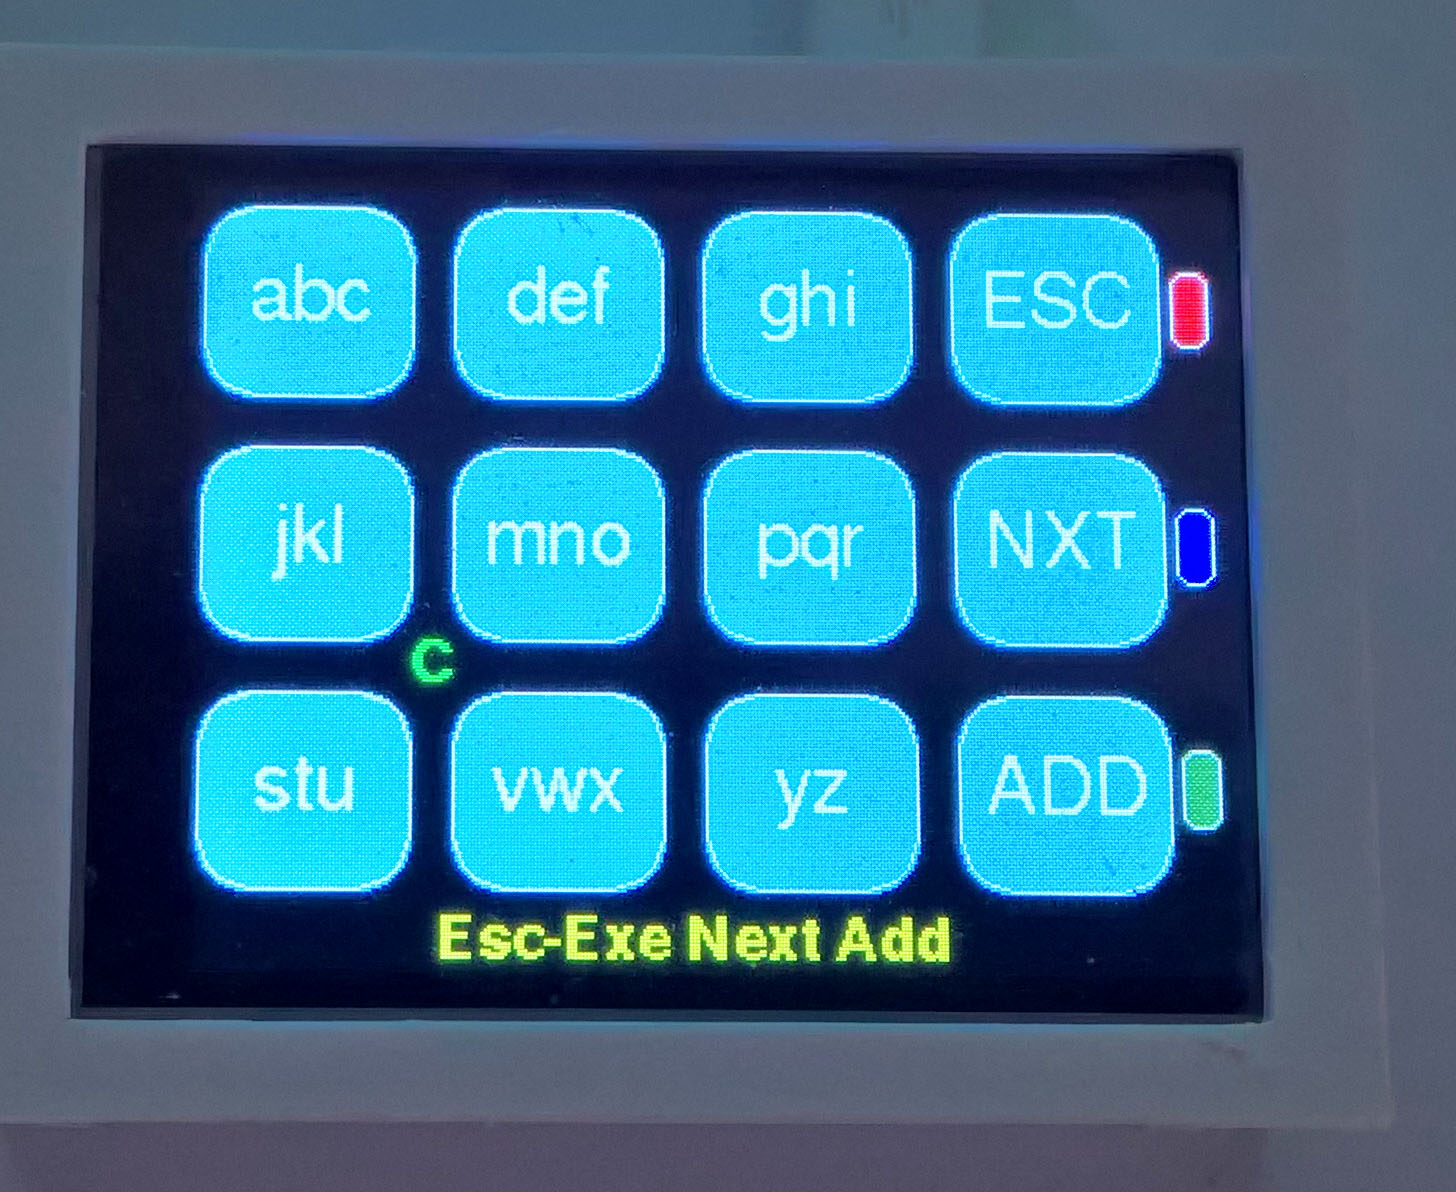 abc def ghi ESC
jkl mno pqr NXT
c
stu vwx yz ADD
Esc-Exe Next Add